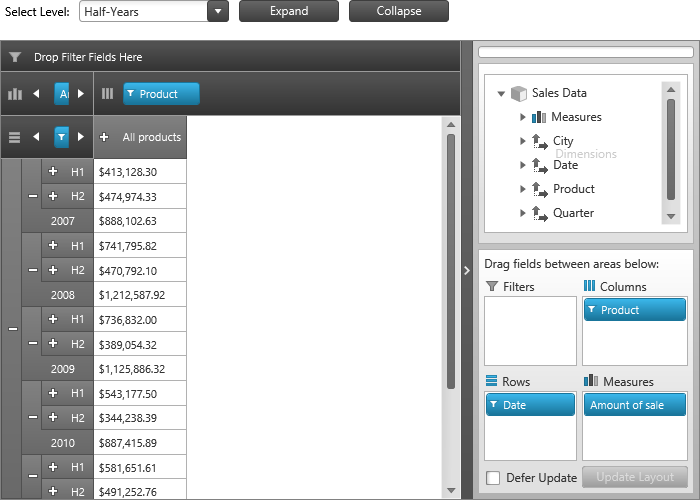 Select Level: Half-Years Expand Collapse
Drop Filter Fields Here
Product
All products
H1 $413,128.30
H2 $474,974.33
2007 $888,102.63
H1 $741,795.82
H2 $470,792.10
2008 $1,212,587.92
H1 $736,832.00
H2 $389,054.32
2009 $1,125,886.32
H1 $543,177.50
H2 $344,238.39
2010 $887,415.89
H1 $581,651.61
H2 $491,252.76
Sales Data
Measures
City
Dimensions
Date
Product
Quarter
Drag fields between areas below:
Filters Columns
Product
Rows Measures
Date Amount of sale
Defer Update Update Layout